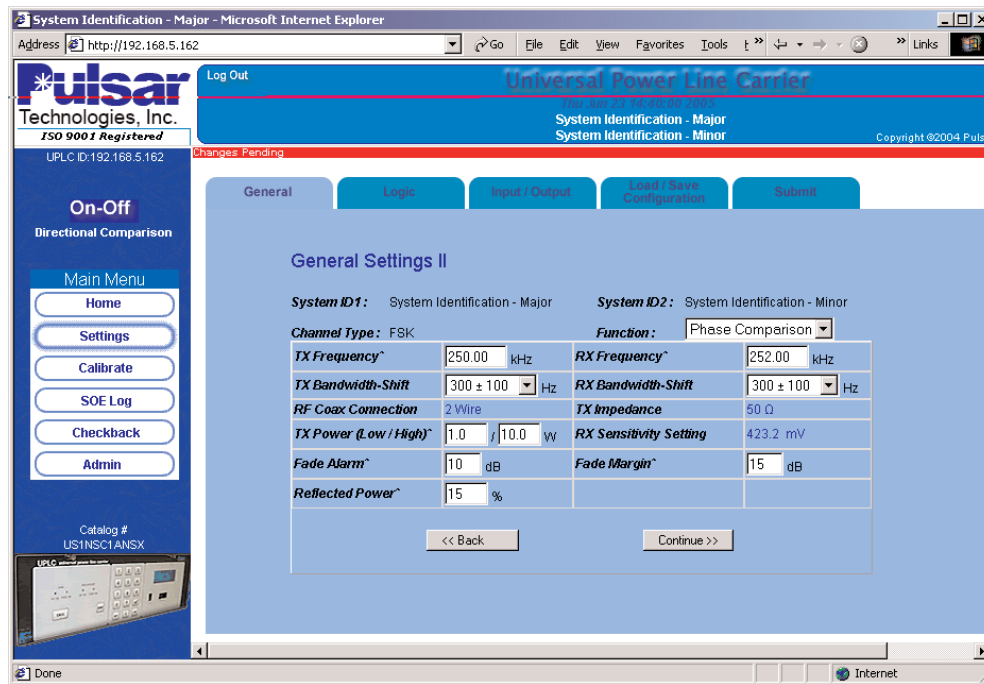 System Identification - Major - Microsoft Internet Explorer
Address http://192.168.5.162 Go File Edit View Favorites Tools » Links
Pulsar
Technologies, Inc.
ISO 9001 Registered
Log Out
Universal Power Line Carrier
Thu Jun 23 14:40:00 2005
System Identification - Major
System Identification - Minor
Copyright ©2004 Puls
UPLC ID:192.168.5.162
Changes Pending
On-Off
Directional Comparison
Main Menu
Home
Settings
Calibrate
SOE Log
Checkback
Admin
Catalog #
US1NSC1ANSX
UPLC
General Logic Input / Output Load / Save Configuration Submit
General Settings II
System ID1: System Identification - Major System ID2: System Identification - Minor
Channel Type: FSK Function: Phase Comparison
TX Frequency^ 250.00 kHz RX Frequency^ 252.00 kHz
TX Bandwidth-Shift 300 ± 100 Hz RX Bandwidth-Shift 300 ± 100 Hz
RF Coax Connection 2 Wire TX Impedance 50 Ω
TX Power (Low / High)^ 1.0 / 10.0 W RX Sensitivity Setting 423.2 mV
Fade Alarm^ 10 dB Fade Margin^ 15 dB
Reflected Power^ 15 %
<< Back Continue >>
Done Internet